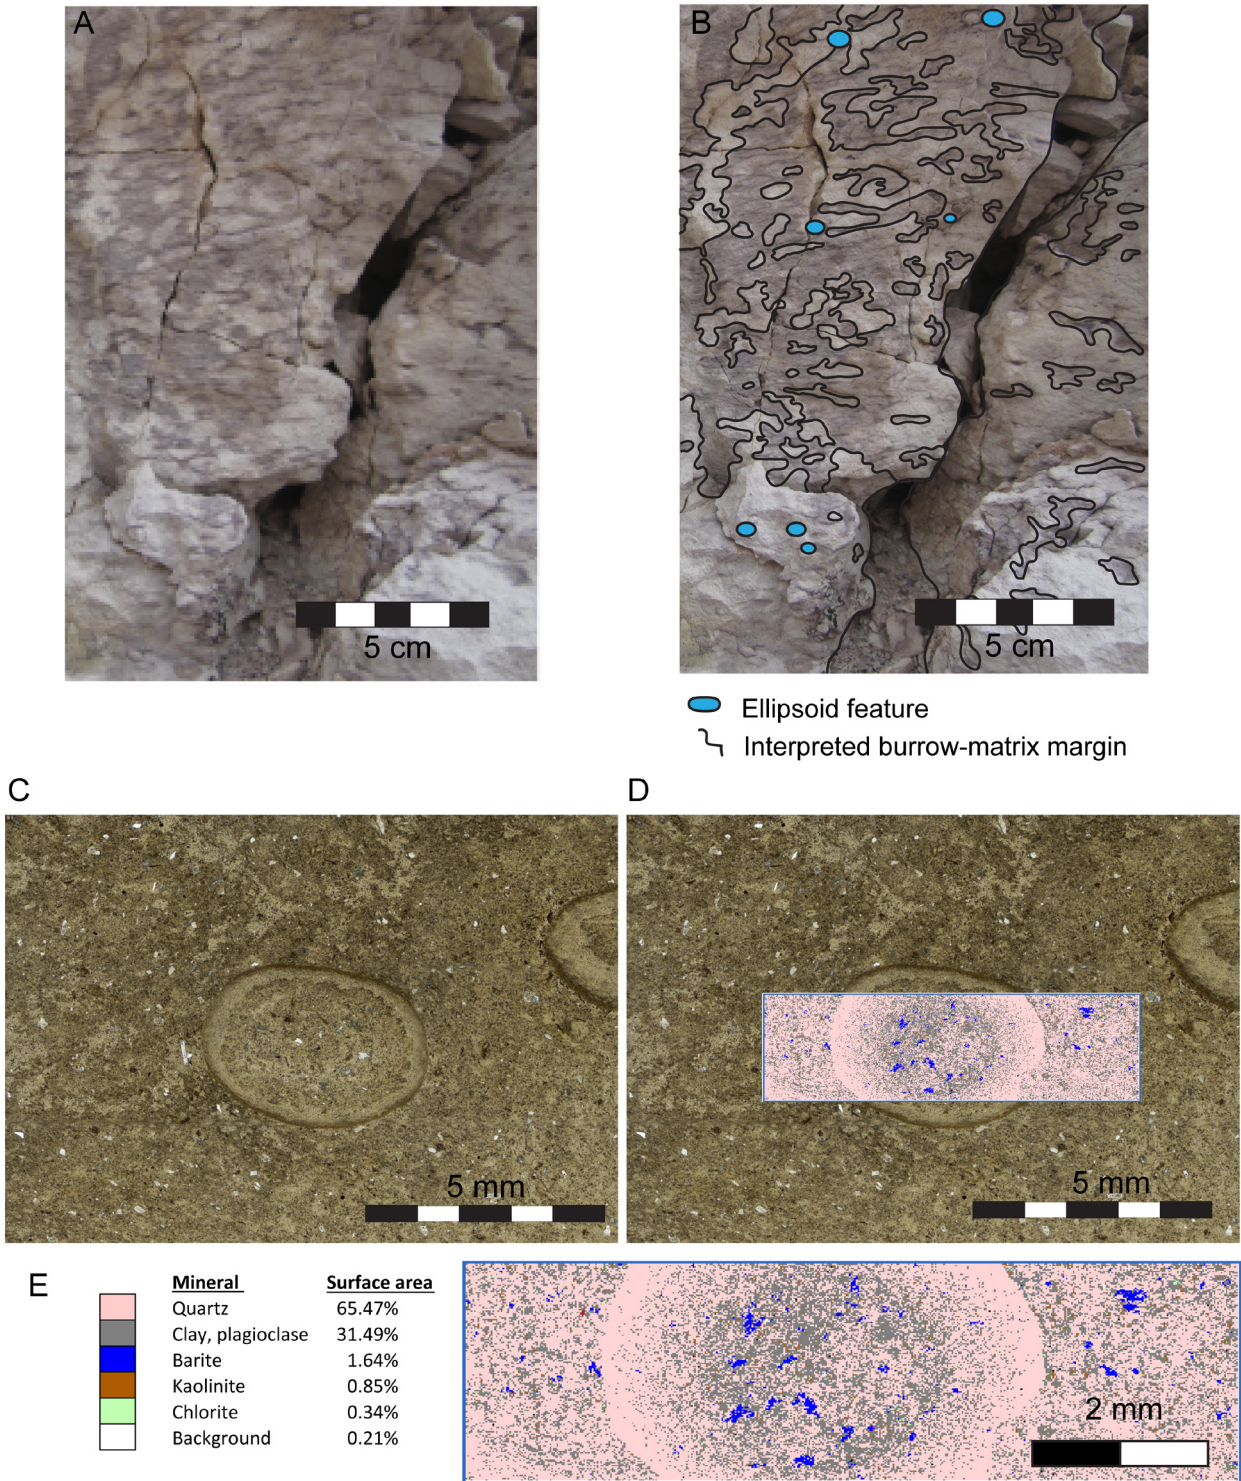 A
B
5 cm
5 cm
Ellipsoid feature
Interpreted burrow-matrix margin
C
D
5 mm
5 mm
E
Mineral Surface area
Quartz 65.47%
Clay, plagioclase 31.49%
Barite 1.64%
Kaolinite 0.85%
Chlorite 0.34%
Background 0.21%
2 mm